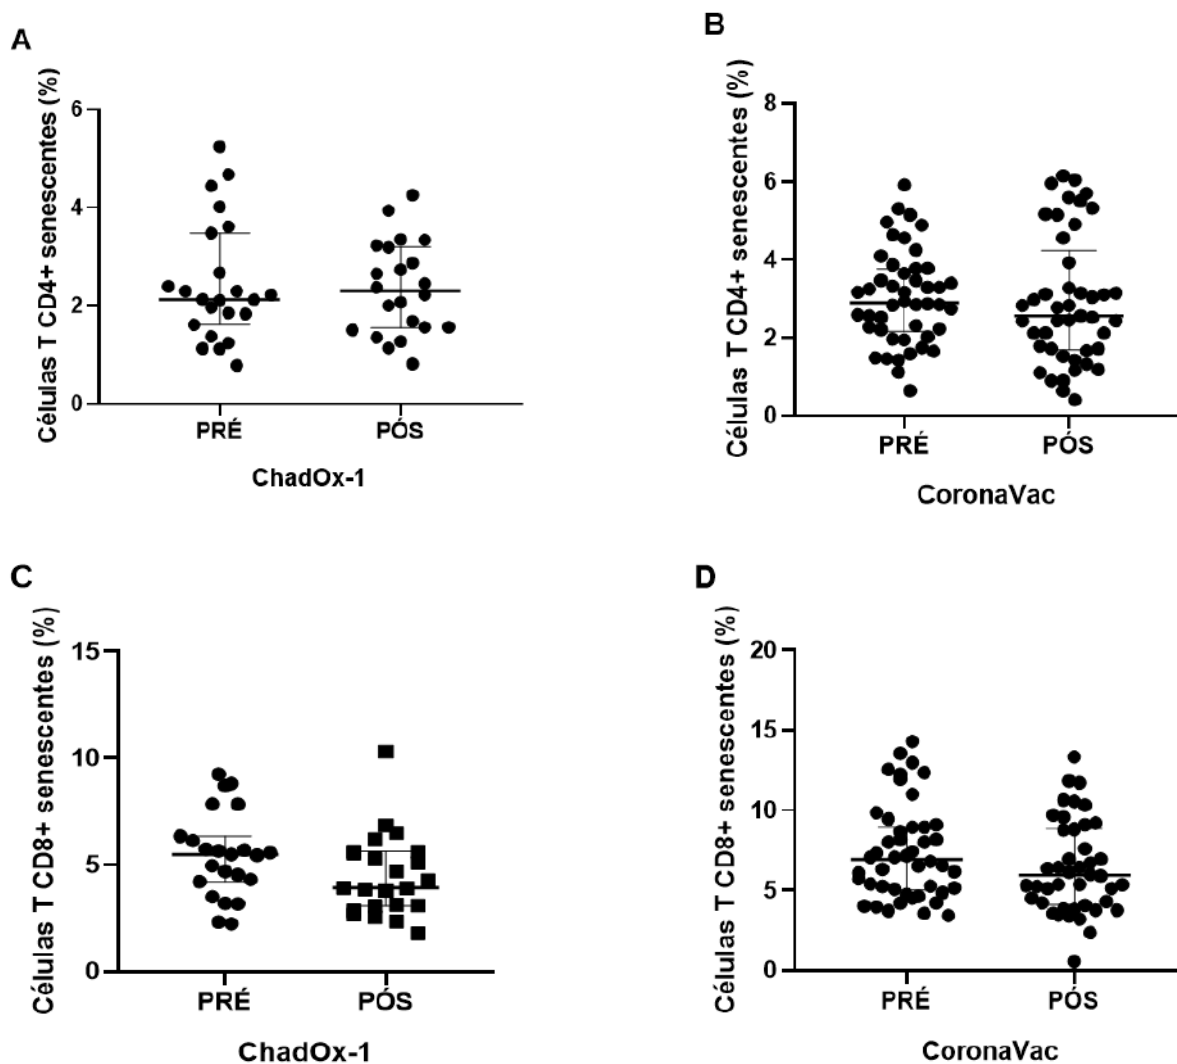 A
Células T CD4+ senescentes (%)
6
4
2
0
PRÉ PÓS
ChadOx-1
B
Células T CD4+ senescentes (%)
8
6
4
2
0
PRÉ PÓS
CoronaVac
C
Células T CD8+ senescentes (%)
15
10
5
0
PRÉ PÓS
ChadOx-1
D
Células T CD8+ senescentes (%)
20
15
10
5
0
PRÉ PÓS
CoronaVac